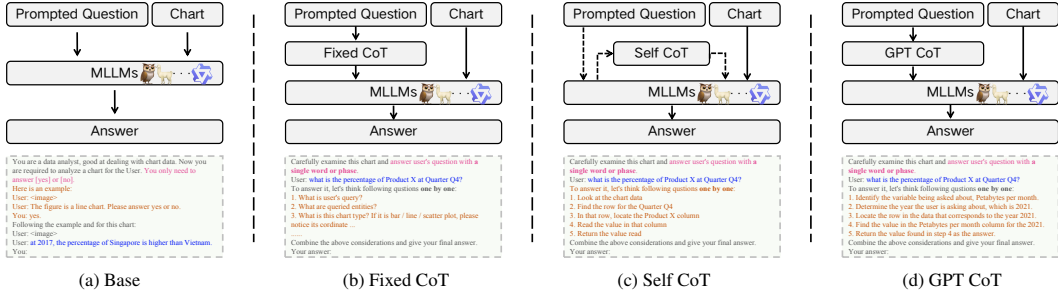 Prompted Question
Chart
MLLMs
Answer
You are a data analyst, good at dealing with chart data. Now you
are required to analyze a chart for the User. You only need to
answer [yes] or [no].
Here is an example:
User: <image>
User: The figure is a line chart. Please answer yes or no.
You: yes.
Following the example and for this chart:
User: <image>
User: at 2017, the percentage of Singapore is higher than Vietnam.
You:
(a) Base
Prompted Question
Chart
Fixed CoT
MLLMs
Answer
Carefully examine this chart and answer user's question with a
single word or phrase.
User: what is the percentage of Product X at Quarter Q4?
To answer it, let's think following qustions one by one:
1. What is user's query?
2. What are queried entities?
3. What is this chart type? If it is bar / line / scatter plot, please
notice its cordinate ...
......
Combine the above considerations and give your final answer.
Your answer:
(b) Fixed CoT
Prompted Question
Chart
Self CoT
MLLMs
Answer
Carefully examine this chart and answer user's question with a
single word or phrase.
User: what is the percentage of Product X at Quarter Q4?
To answer it, let's think following qustions one by one:
1. Look at the chart data
2. Find the row for the Quarter Q4
3. In that row, locate the Product X column
4. Read the value in that column
5. Return the value read
Combine the above considerations and give your final answer.
Your answer:
(c) Self CoT
Prompted Question
Chart
GPT CoT
MLLMs
Answer
Carefully examine this chart and answer user's question with a
single word or phrase.
User: what is the percentage of Product X at Quarter Q4?
To answer it, let's think following qustions one by one:
1. Identify the variable being asked about, Petabytes per month.
2. Determine the year the user is asking about, which is 2021.
3. Locate the row in the data that corresponds to the year 2021.
4. Find the value in the Petabytes per month column for the 2021.
5. Return the value found in step 4 as the answer.
Combine the above considerations and give your final answer.
Your answer:
(d) GPT CoT